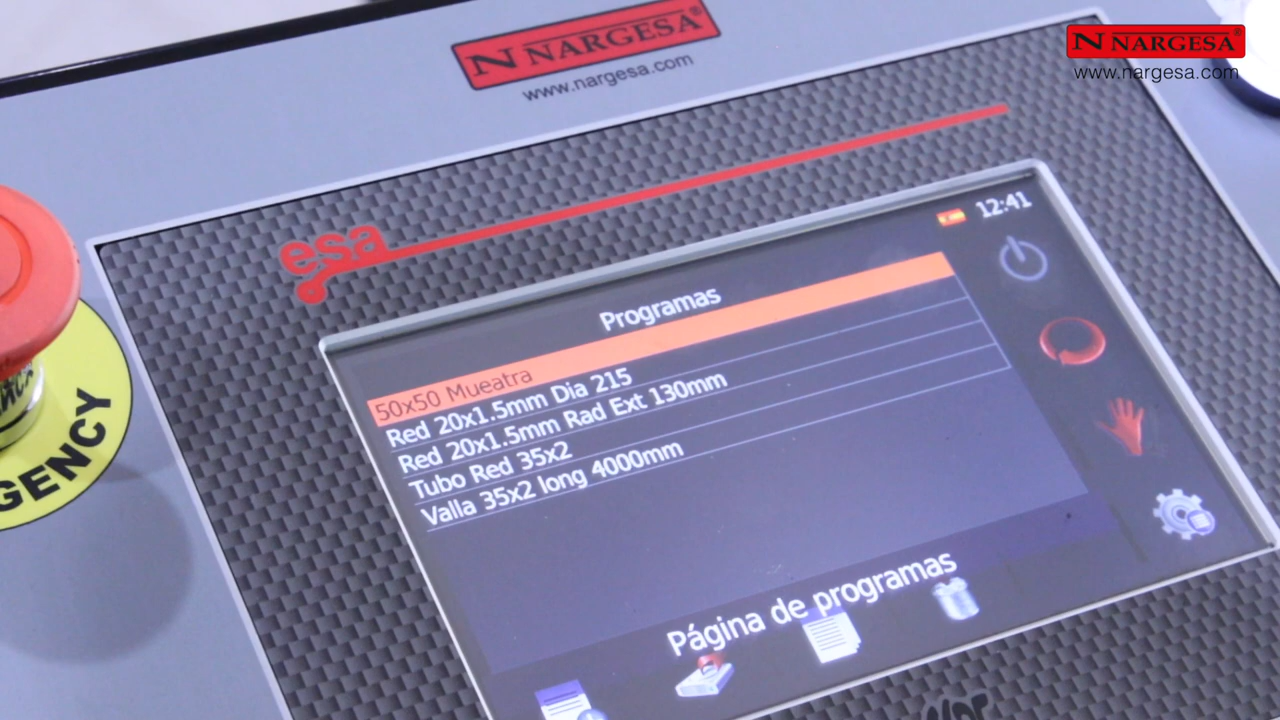 N NARGESA®
www.nargesa.com
N NARGESA®
www.nargesa.com
esa
12:41
Programas
50x50 Mueatra
Red 20x1.5mm Dia 215
Red 20x1.5mm Rad Ext 130mm
Tubo Red 35x2
Valla 35x2 long 4000mm
Página de programas
GENCY